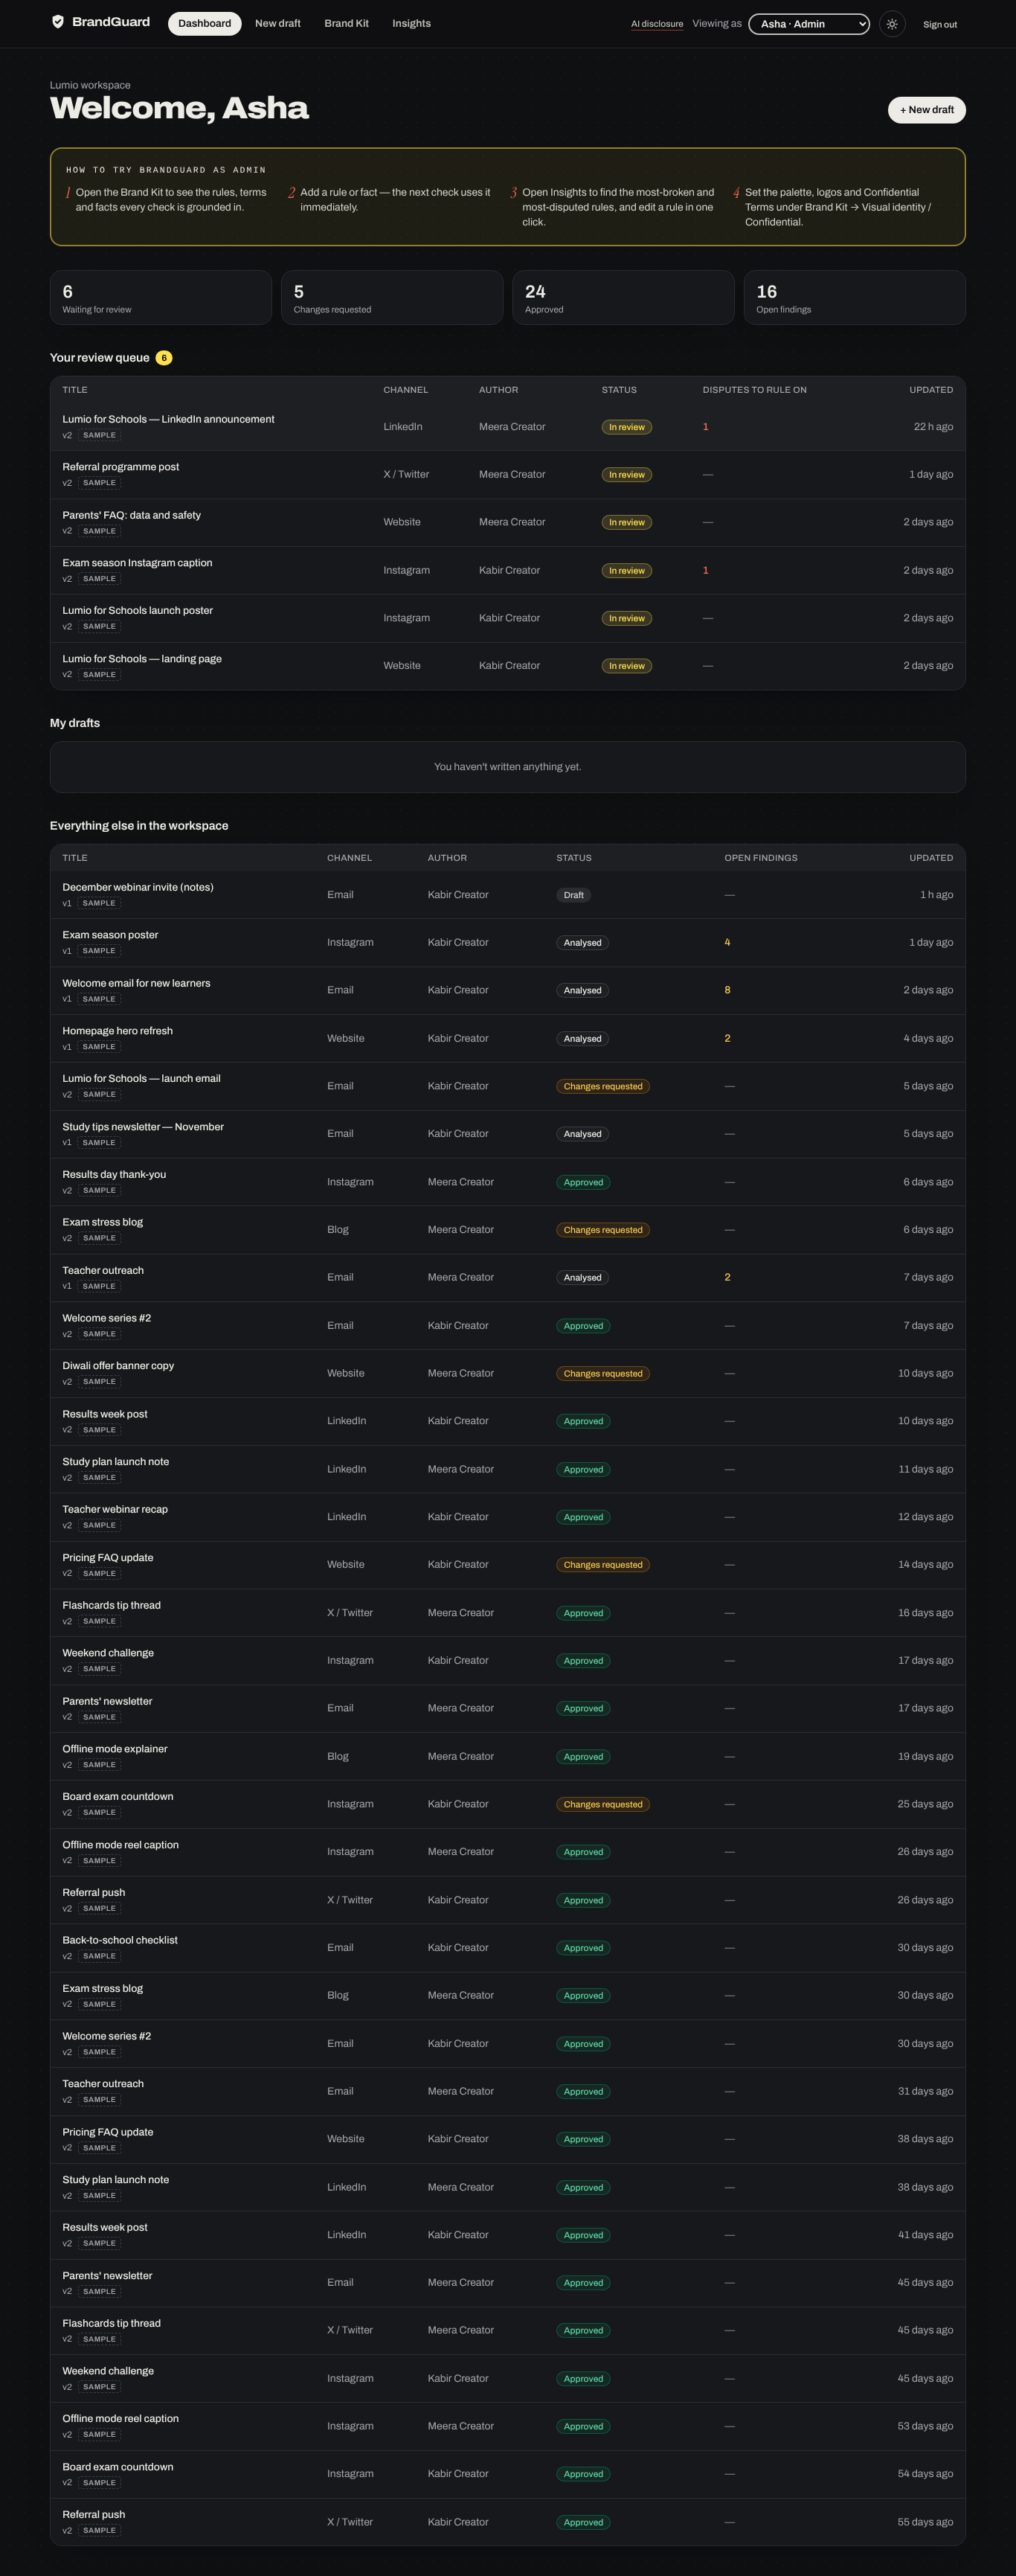 BrandGuard Dashboard New draft Brand Kit Insights AI disclosure Viewing as Asha · Admin Sign out
Lumio workspace
Welcome, Asha
+ New draft
HOW TO TRY BRANDGUARD AS ADMIN
1 Open the Brand Kit to see the rules, terms
and facts every check is grounded in.
2 Add a rule or fact — the next check uses it
immediately.
3 Open Insights to find the most-broken and
most-disputed rules, and edit a rule in one
click.
4 Set the palette, logos and Confidential
Terms under Brand Kit → Visual identity /
Confidential.
6
Waiting for review
5
Changes requested
24
Approved
16
Open findings
Your review queue 6
TITLE CHANNEL AUTHOR STATUS DISPUTES TO RULE ON UPDATED
Lumio for Schools — LinkedIn announcement
v2 SAMPLE
LinkedIn Meera Creator In review 1 22 h ago
Referral programme post
v2 SAMPLE
X / Twitter Meera Creator In review — 1 day ago
Parents' FAQ: data and safety
v2 SAMPLE
Website Meera Creator In review — 2 days ago
Exam season Instagram caption
v2 SAMPLE
Instagram Kabir Creator In review 1 2 days ago
Lumio for Schools launch poster
v2 SAMPLE
Instagram Kabir Creator In review — 2 days ago
Lumio for Schools — landing page
v2 SAMPLE
Website Kabir Creator In review — 2 days ago
My drafts
You haven't written anything yet.
Everything else in the workspace
TITLE CHANNEL AUTHOR STATUS OPEN FINDINGS UPDATED
December webinar invite (notes)
v1 SAMPLE
Email Kabir Creator Draft — 1 h ago
Exam season poster
v1 SAMPLE
Instagram Kabir Creator Analysed 4 1 day ago
Welcome email for new learners
v1 SAMPLE
Email Kabir Creator Analysed 8 2 days ago
Homepage hero refresh
v1 SAMPLE
Website Kabir Creator Analysed 2 4 days ago
Lumio for Schools — launch email
v2 SAMPLE
Email Kabir Creator Changes requested — 5 days ago
Study tips newsletter — November
v1 SAMPLE
Email Kabir Creator Analysed — 5 days ago
Results day thank-you
v2 SAMPLE
Instagram Meera Creator Approved — 6 days ago
Exam stress blog
v2 SAMPLE
Blog Meera Creator Changes requested — 6 days ago
Teacher outreach
v1 SAMPLE
Email Meera Creator Analysed 2 7 days ago
Welcome series #2
v2 SAMPLE
Email Kabir Creator Approved — 7 days ago
Diwali offer banner copy
v2 SAMPLE
Website Meera Creator Changes requested — 10 days ago
Results week post
v2 SAMPLE
LinkedIn Kabir Creator Approved — 10 days ago
Study plan launch note
v2 SAMPLE
LinkedIn Meera Creator Approved — 11 days ago
Teacher webinar recap
v2 SAMPLE
LinkedIn Kabir Creator Approved — 12 days ago
Pricing FAQ update
v2 SAMPLE
Website Kabir Creator Changes requested — 14 days ago
Flashcards tip thread
v2 SAMPLE
X / Twitter Meera Creator Approved — 16 days ago
Weekend challenge
v2 SAMPLE
Instagram Kabir Creator Approved — 17 days ago
Parents' newsletter
v2 SAMPLE
Email Meera Creator Approved — 17 days ago
Offline mode explainer
v2 SAMPLE
Blog Meera Creator Approved — 19 days ago
Board exam countdown
v2 SAMPLE
Instagram Kabir Creator Changes requested — 25 days ago
Offline mode reel caption
v2 SAMPLE
Instagram Meera Creator Approved — 26 days ago
Referral push
v2 SAMPLE
X / Twitter Kabir Creator Approved — 26 days ago
Back-to-school checklist
v2 SAMPLE
Email Kabir Creator Approved — 30 days ago
Exam stress blog
v2 SAMPLE
Blog Meera Creator Approved — 30 days ago
Welcome series #2
v2 SAMPLE
Email Kabir Creator Approved — 30 days ago
Teacher outreach
v2 SAMPLE
Email Meera Creator Approved — 31 days ago
Pricing FAQ update
v2 SAMPLE
Website Kabir Creator Approved — 38 days ago
Study plan launch note
v2 SAMPLE
LinkedIn Meera Creator Approved — 38 days ago
Results week post
v2 SAMPLE
LinkedIn Kabir Creator Approved — 41 days ago
Parents' newsletter
v2 SAMPLE
Email Meera Creator Approved — 45 days ago
Flashcards tip thread
v2 SAMPLE
X / Twitter Meera Creator Approved — 45 days ago
Weekend challenge
v2 SAMPLE
Instagram Kabir Creator Approved — 45 days ago
Offline mode reel caption
v2 SAMPLE
Instagram Meera Creator Approved — 53 days ago
Board exam countdown
v2 SAMPLE
Instagram Kabir Creator Approved — 54 days ago
Referral push
v2 SAMPLE
X / Twitter Kabir Creator Approved — 55 days ago